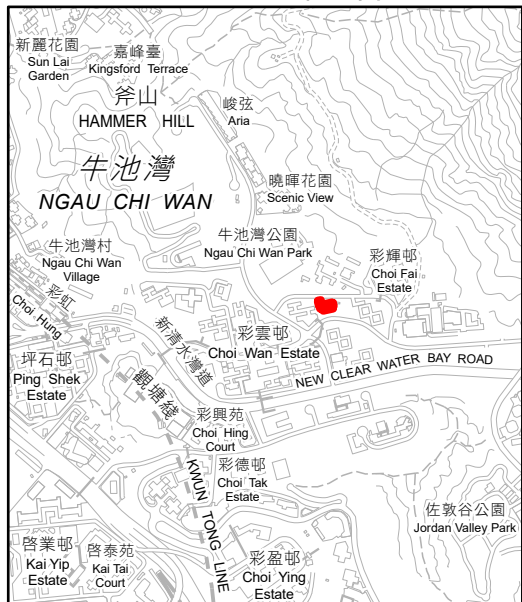 新麗花園
Sun Lai
Garden
嘉峰臺
Kingsford Terrace
斧山
HAMMER HILL
峻弦
Aria
牛池灣
NGAU CHI WAN
曉暉花園
Scenic View
牛池灣公園
Ngau Chi Wan Park
牛池灣村
Ngau Chi Wan
Village
彩輝邨
Choi Fai
Estate
彩虹
Choi Hung
新清水灣道
彩雲邨
Choi Wan Estate
NEW CLEAR WATER BAY ROAD
坪石邨
Ping Shek
Estate
觀塘綫
KWUN TONG LINE
彩興苑
Choi Hing
Court
彩德邨
Choi Tak
Estate
佐敦谷公園
Jordan Valley Park
啓業邨
Kai Yip
Estate
啓泰苑
Kai Tai
Court
彩盈邨
Choi Ying
Estate